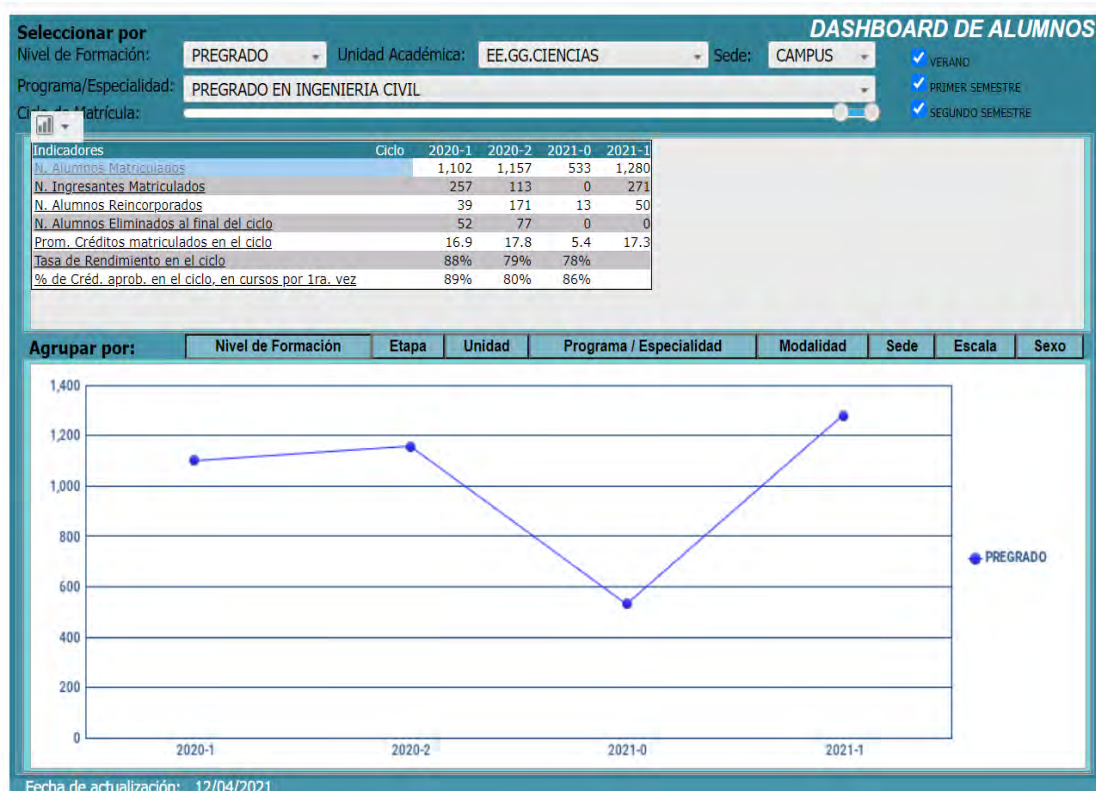 Seleccionar por
DASHBOARD DE ALUMNOS
Nivel de Formación: PREGRADO Unidad Académica: EE.GG.CIENCIAS Sede: CAMPUS VERANO
Programa/Especialidad: PREGRADO EN INGENIERIA CIVIL PRIMER SEMESTRE
Matrícula: SEGUNDO SEMESTRE
Indicadores Ciclo 2020-1 2020-2 2021-0 2021-1
N. Alumnos Matriculados 1,102 1,157 533 1,280
N. Ingresantes Matriculados 257 113 0 271
N. Alumnos Reincorporados 39 171 13 50
N. Alumnos Eliminados al final del ciclo 52 77 0 0
Prom. Créditos matriculados en el ciclo 16.9 17.8 5.4 17.3
Tasa de Rendimiento en el ciclo 88% 79% 78%
% de Créd. aprob. en el ciclo, en cursos por 1ra. vez 89% 80% 86%
Agrupar por: Nivel de Formación Etapa Unidad Programa / Especialidad Modalidad Sede Escala Sexo
1,400
1,200
1,000
800
600
400
200
0
2020-1 2020-2 2021-0 2021-1
PREGRADO
Fecha de actualización: 12/04/2021